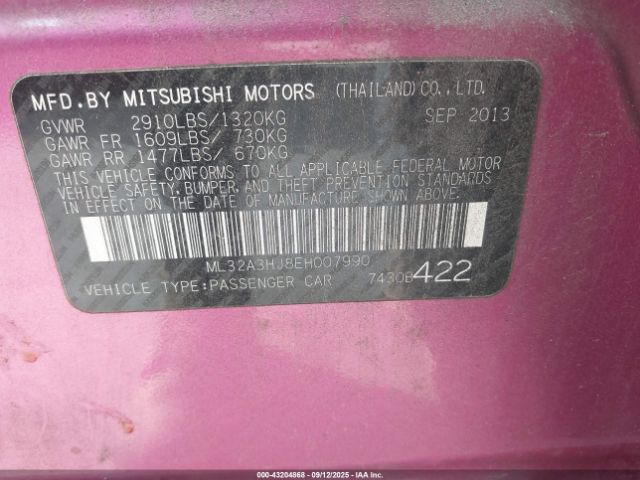 MFD.BY MITSUBISHI MOTORS (THAILAND)CO.,LTD.
GVWR 2910LBS/1320KG SEP 2013
GAWR FR 1609LBS/ 730KG
GAWR RR 1477LBS/ 670KG
THIS VEHICLE CONFORMS TO ALL APPLICABLE FEDERAL MOTOR
VEHICLE SAFETY,BUMPER,AND THEFT PREVENTION STANDARDS
IN EFFECT ON THE DATE OF MANUFACTURE SHOWN ABOVE.
ML32A3HJ8EH007990
VEHICLE TYPE:PASSENGER CAR 7430B422
000-43204868 - 09/12/2025 - IAAI.COM